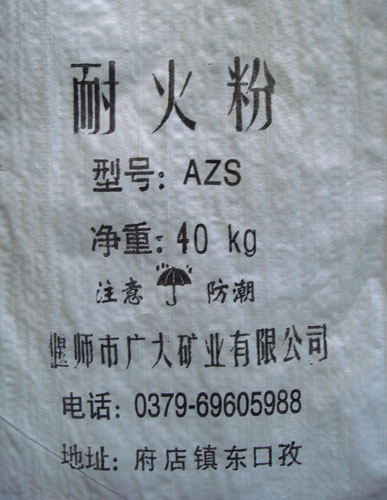 耐火粉
型号: AZS
净重: 40 kg
注意 防潮
偃师市广大矿业有限公司
电话: 0379-69605988
地址: 府店镇东口孜